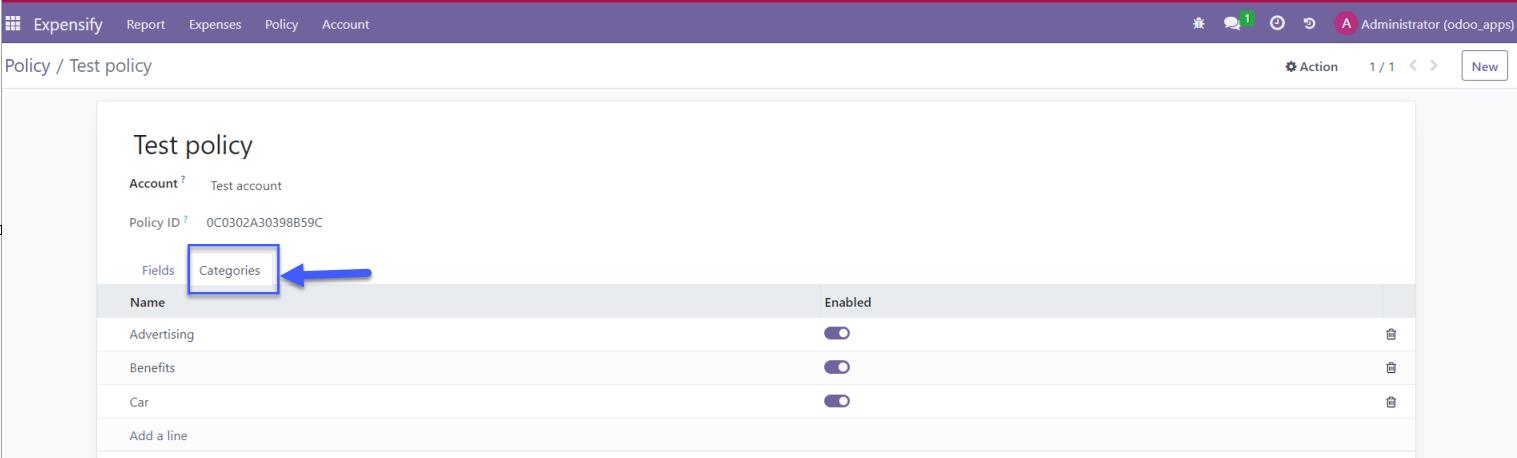 Expensify Report Expenses Policy Account 1 A Administrator (odoo_apps)
Policy / Test policy Action 1 / 1 New
Test policy
Account ? Test account
Policy ID ? 0C0302A30398B59C
Fields Categories
Name Enabled
Advertising
Benefits
Car
Add a line